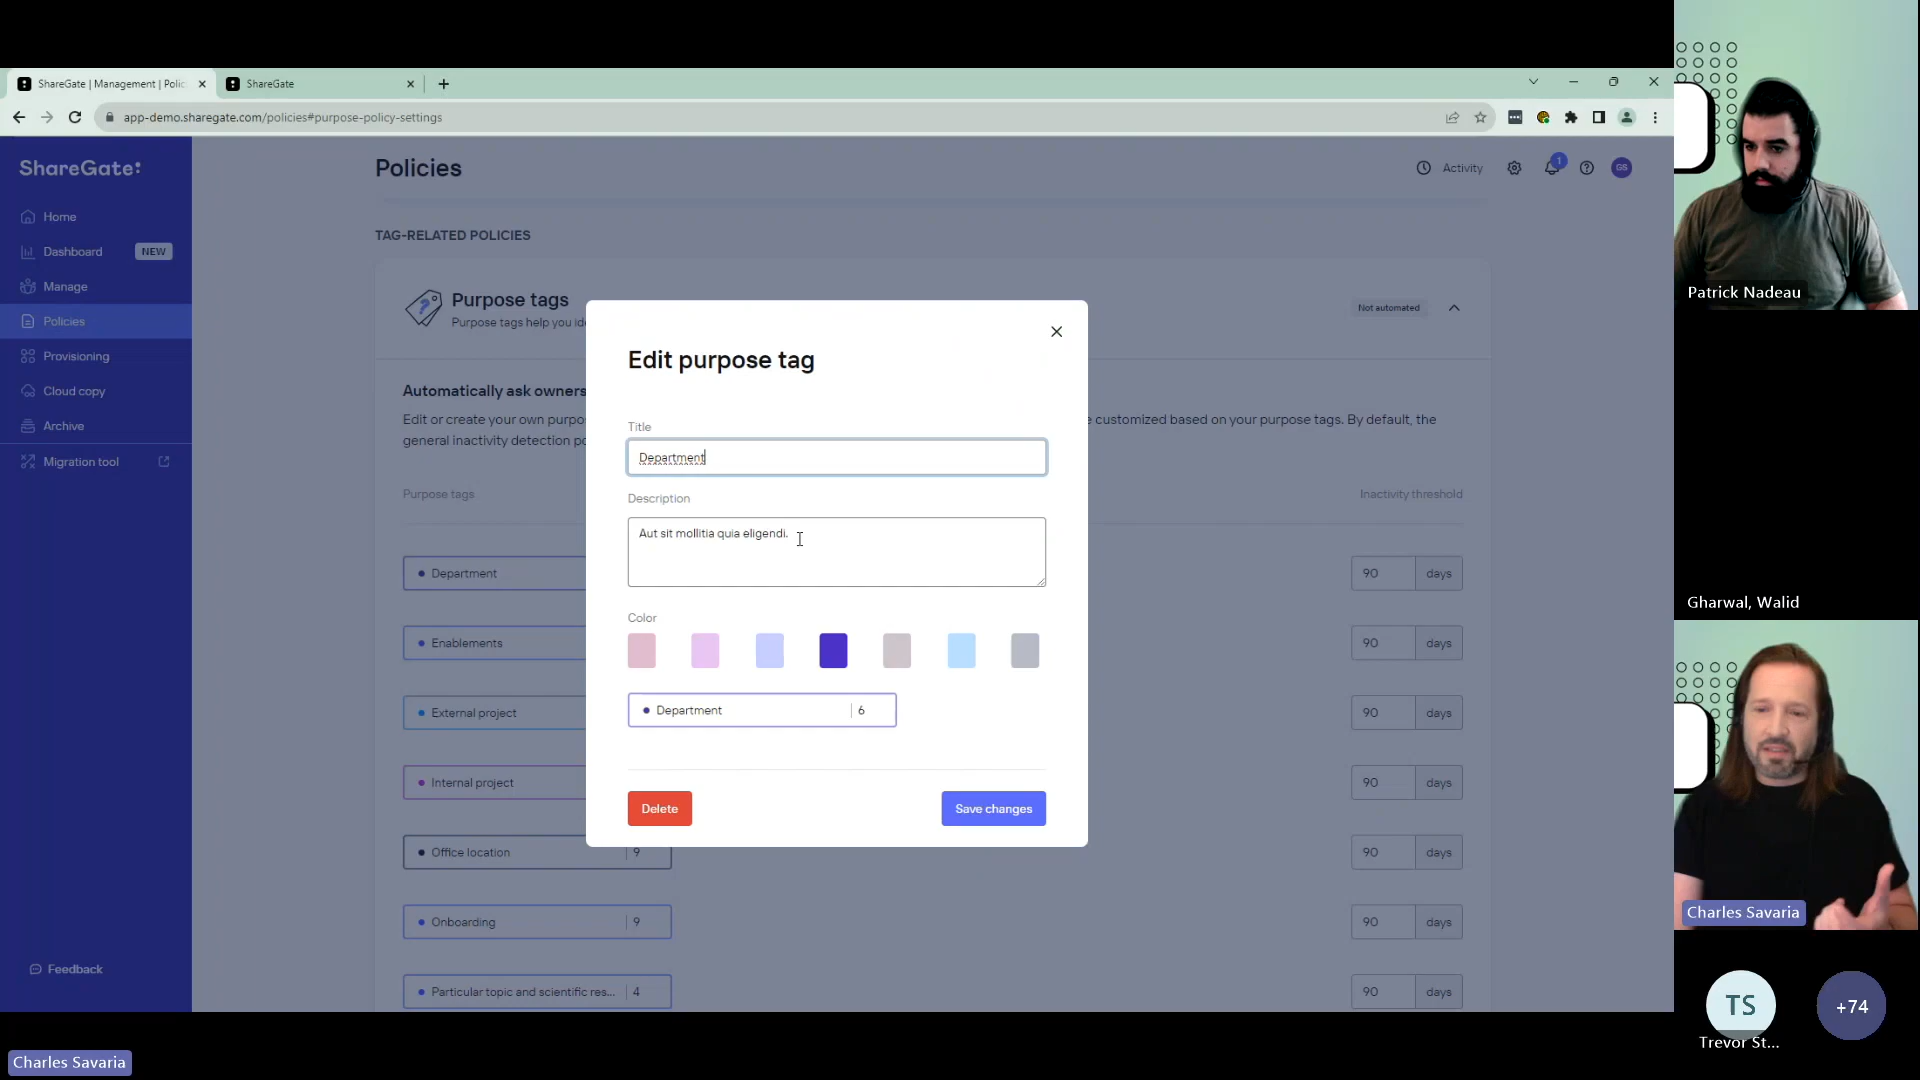 ShareGate | Management | Polic
ShareGate
app-demo.sharegate.com/policies#purpose-policy-settings
ShareGate:
Home
Dashboard NEW
Manage
Policies
Provisioning
Cloud copy
Archive
Migration tool
Feedback
Policies
Activity
1
GS
TAG-RELATED POLICIES
Purpose tags
Purpose tags help you ide
Not automated
Automatically ask owners
Edit or create your own purpo
e customized based on your purpose tags. By default, the
general inactivity detection po
Purpose tags
Inactivity threshold
Department
90 days
Enablements
90 days
External project
90 days
Internal project
90 days
Office location 9
90 days
Onboarding 9
90 days
Particular topic and scientific res... 4
90 days
Edit purpose tag
Title
Department
Description
Aut sit mollitia quia eligendi.
Color
Department 6
Delete
Save changes
Patrick Nadeau
Gharwal, Walid
Charles Savaria
TS
Trevor St...
+74
Charles Savaria